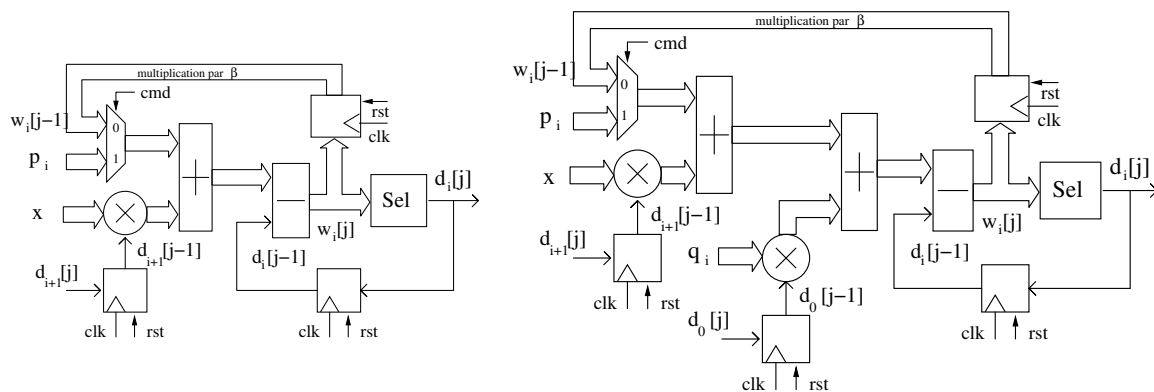 multiplication par β
cmd
w_i[j−1]
0
p_i
1
rst
clk
+
x
×
−
Sel
d_i[j]
w_i[j]
d_{i+1}[j−1]
d_i[j−1]
d_{i+1}[j]
clk
rst
clk
rst
multiplication par β
cmd
w_i[j−1]
0
p_i
1
rst
clk
+
x
×
+
−
Sel
d_i[j]
w_i[j]
d_{i+1}[j−1]
d_{i+1}[j]
q_i
×
d_i[j−1]
clk
rst
d_0[j−1]
d_0[j]
clk
rst
clk
rst